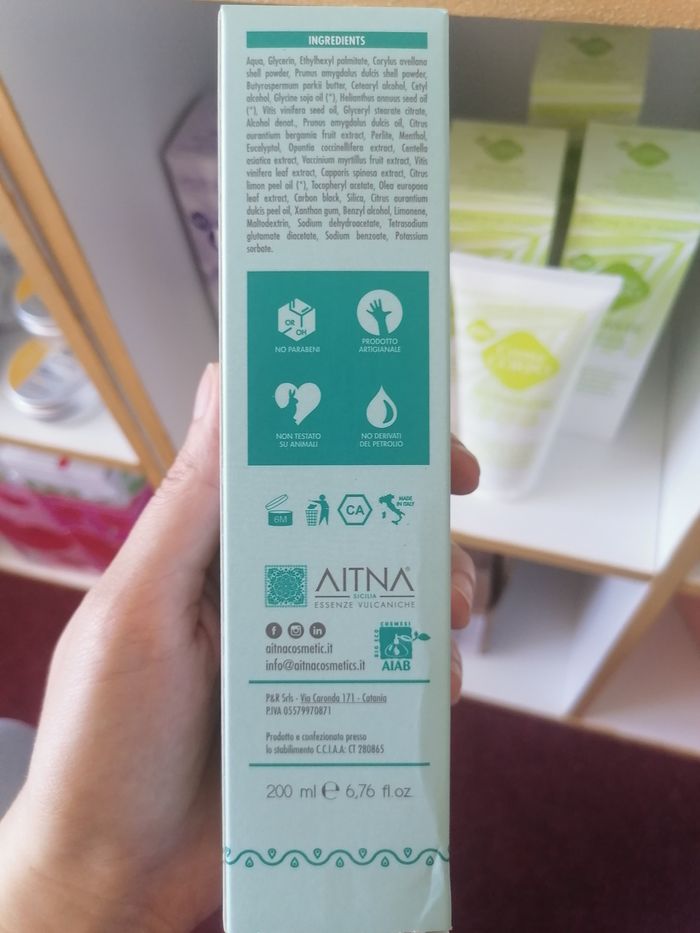 INGREDIENTS
Aqua, Glycerin, Ethylhexyl palmitate, Corylus avellana
shell powder, Prunus amygdalus dulcis shell powder,
Butyrospermum parkii butter, Cetearyl alcohol, Cetyl
alcohol, Glycine soja oil (*), Helianthus annuus seed oil
(*), Vitis vinifera seed oil, Glyceryl stearate citrate,
Alcohol denat., Prunus amygdalus dulcis oil, Citrus
aurantium bergamia fruit extract, Perlite, Menthol,
Eucalyptol, Opuntia coccinellifera extract, Centella
asiatica extract, Vaccinium myrtillus fruit extract, Vitis
vinifera leaf extract, Capparis spinosa extract, Citrus
limon peel oil (*), Tocopheryl acetate, Olea europaea
leaf extract, Carbon black, Silica, Citrus aurantium
dulcis peel oil, Xanthan gum, Benzyl alcohol, Limonene,
Maltodextrin, Sodium dehydroacetate, Tetrasodium
glutamate diacetate, Sodium benzoate, Potassium
sorbate.
OR
OH
NO PARABENI
PRODOTTO
ARTIGIANALE
NON TESTATO
SU ANIMALI
NO DERIVATI
DEL PETROLIO
6M
CA
MADE
IN ITALY
AITNA®
SICILIA
ESSENZE VULCANICHE
aitnacosmetic.it
info@aitnacosmetics.it
BIO ECO COSMESI
AIAB
P&R Srls - Via Caronda 171 - Catania
P.IVA 05579970871
Prodotto e confezionato presso
lo stabilimento C.C.I.A.A: CT 280865
200 ml e 6,76 fl.oz